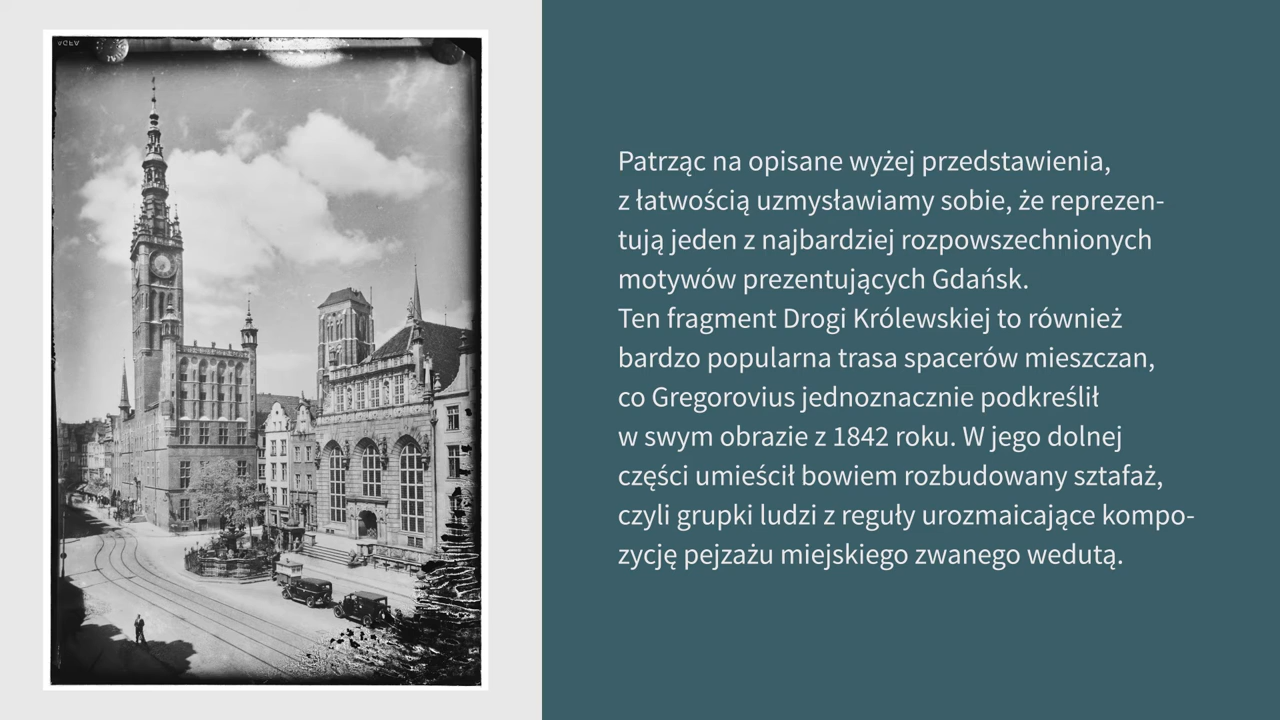 Patrząc na opisane wyżej przedstawienia,
z łatwością uzmysławiamy sobie, że reprezen-
tują jeden z najbardziej rozpowszechnionych
motywów prezentujących Gdańsk.
Ten fragment Drogi Królewskiej to również
bardzo popularna trasa spacerów mieszczan,
co Gregorovius jednoznacznie podkreślił
w swym obrazie z 1842 roku. W jego dolnej
części umieścił bowiem rozbudowany sztafaż,
czyli grupki ludzi z reguły urozmaicające kompo-
zycję pejzażu miejskiego zwanego wedutą.